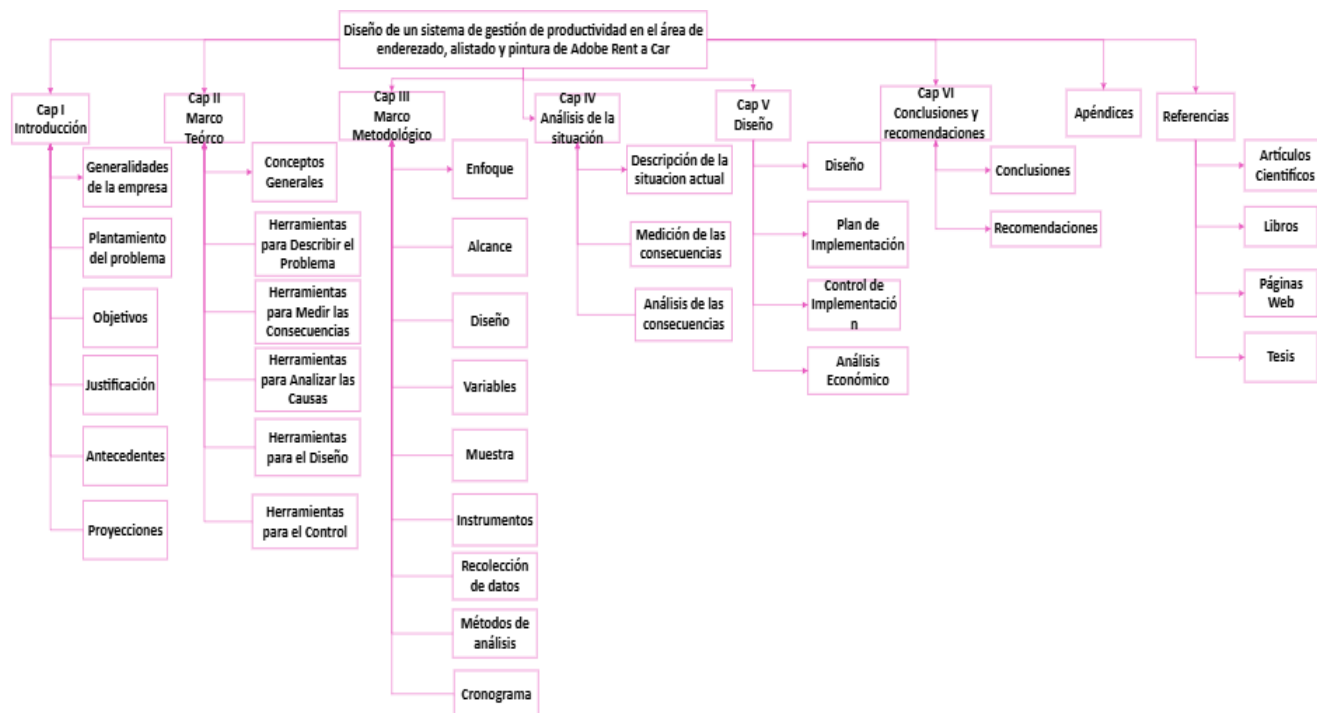 Diseño de un sistema de gestión de productividad en el área de
enderezado, alistado y pintura de Adobe Rent a Car
Cap I
Introducción
Generalidades
de la empresa
Plantamiento
del problema
Objetivos
Justificación
Antecedentes
Proyecciones
Cap II
Marco
Teórco
Conceptos
Generales
Herramientas
para Describir el
Problema
Herramientas
para Medir las
Consecuencias
Herramientas
para Analizar las
Causas
Herramientas
para el Diseño
Herramientas
para el Control
Cap III
Marco
Metodológico
Enfoque
Alcance
Diseño
Variables
Muestra
Instrumentos
Recolección
de datos
Métodos de
análisis
Cronograma
Cap IV
Análisis de la
situación
Descripción de la
situacion actual
Medición de las
consecuencias
Análisis de las
consecuencias
Cap V
Diseño
Diseño
Plan de
Implementación
Control de
Implementació
n
Análisis
Económico
Cap VI
Conclusiones y
recomendaciones
Conclusiones
Recomendaciones
Apéndices
Referencias
Artículos
Cientifícos
Libros
Páginas
Web
Tesis